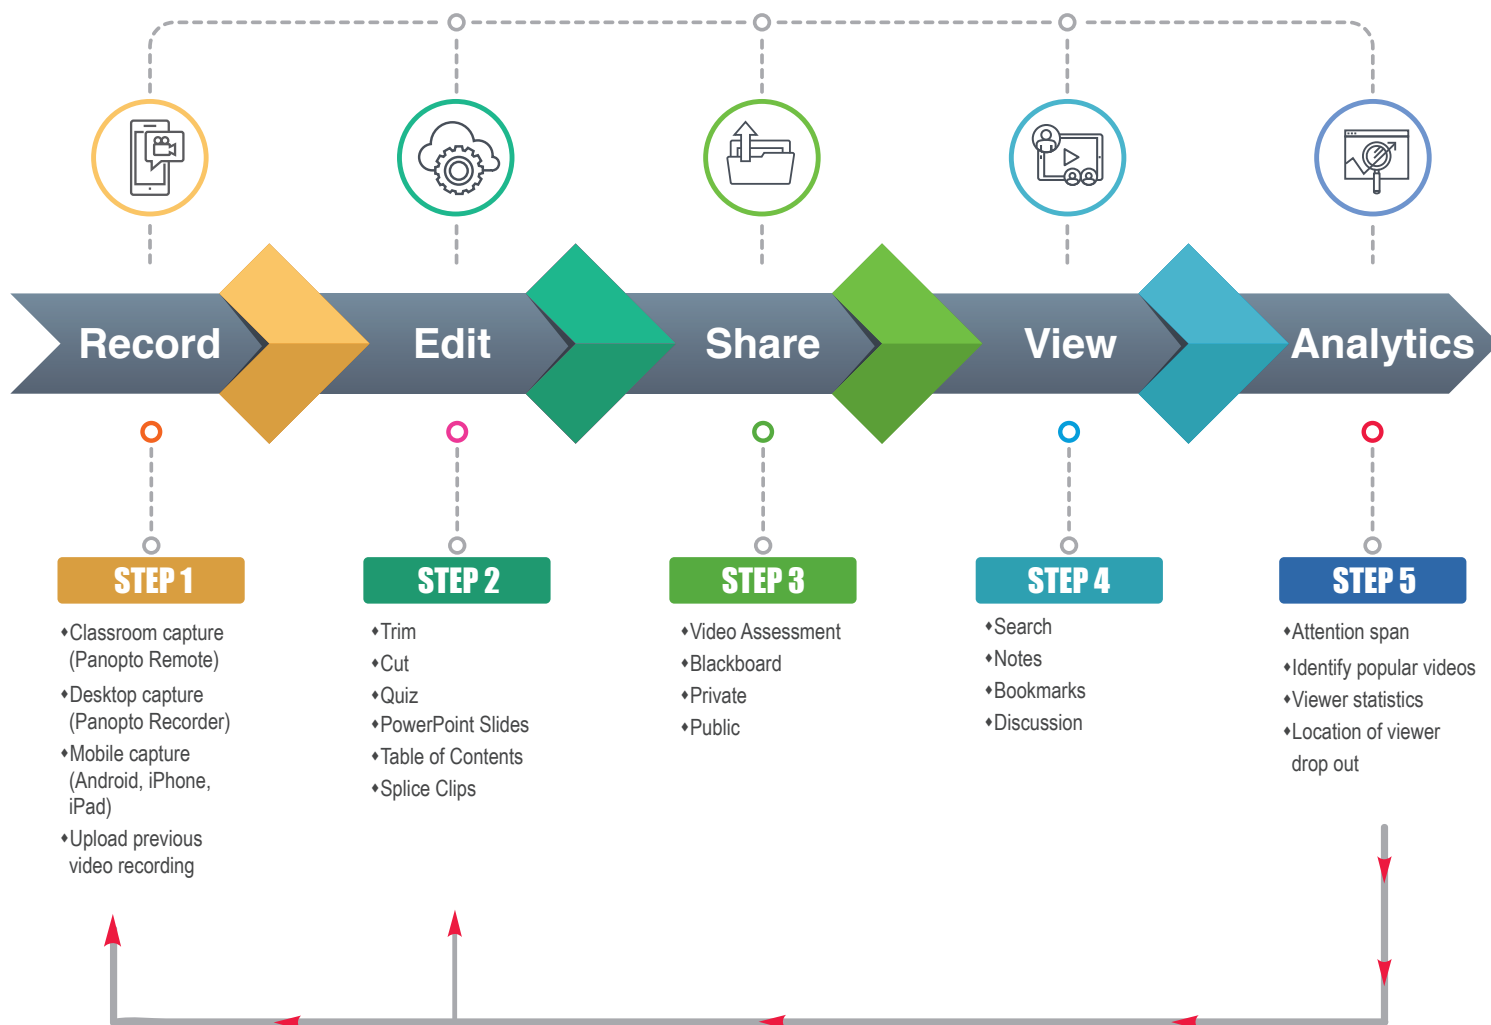 Record
Edit
Share
View
Analytics
STEP 1
♦Classroom capture
(Panopto Remote)
♦Desktop capture
(Panopto Recorder)
♦Mobile capture
(Android, iPhone,
iPad)
♦Upload previous
video recording
STEP 2
♦Trim
♦Cut
♦Quiz
♦PowerPoint Slides
♦Table of Contents
♦Splice Clips
STEP 3
♦Video Assessment
♦Blackboard
♦Private
♦Public
STEP 4
♦Search
♦Notes
♦Bookmarks
♦Discussion
STEP 5
♦Attention span
♦Identify popular videos
♦Viewer statistics
♦Location of viewer
drop out